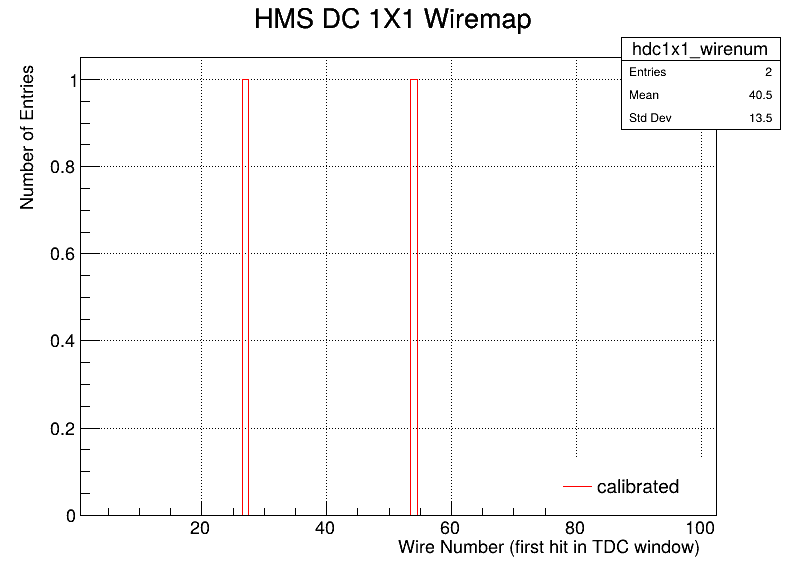 HMS DC 1X1 Wiremap
hdc1x1_wirenum
Entries 2
Mean 40.5
Std Dev 13.5
Number of Entries
1
0.8
0.6
0.4
0.2
0
calibrated
20 40 60 80 100
Wire Number (first hit in TDC window)